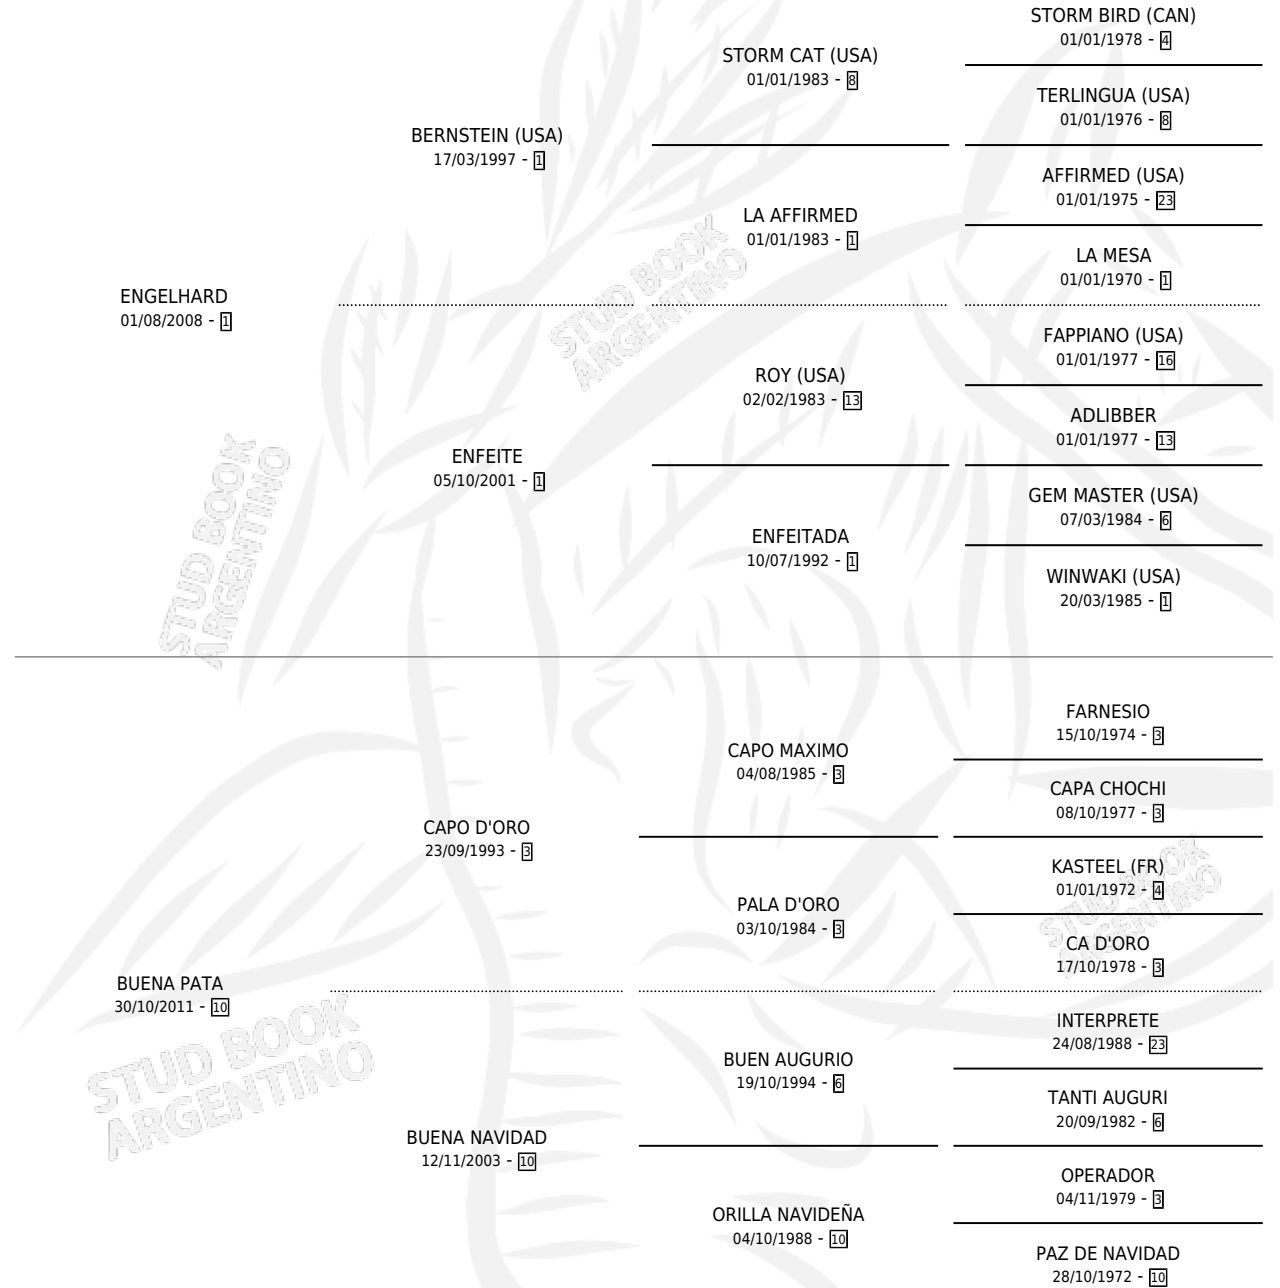 STORM BIRD (CAN)
01/01/1978 - 4
STORM CAT (USA)
01/01/1983 - 8
TERLINGUA (USA)
01/01/1976 - 8
BERNSTEIN (USA)
17/03/1997 - 1
AFFIRMED (USA)
01/01/1975 - 23
LA AFFIRMED
01/01/1983 - 1
LA MESA
01/01/1970 - 1
ENGELHARD
01/08/2008 - 1
FAPPIANO (USA)
01/01/1977 - 16
ROY (USA)
02/02/1983 - 13
ADLIBBER
01/01/1977 - 13
ENFEITE
05/10/2001 - 1
GEM MASTER (USA)
07/03/1984 - 6
ENFEITADA
10/07/1992 - 1
WINWAKI (USA)
20/03/1985 - 1
STUD BOOK
ARGENTINO
STUD BOOK
ARGENTINO
FARNESIO
15/10/1974 - 3
CAPO MAXIMO
04/08/1985 - 3
CAPA CHOCHI
08/10/1977 - 3
CAPO D'ORO
23/09/1993 - 3
KASTEEL (FR)
01/01/1972 - 4
PALA D'ORO
03/10/1984 - 3
CA D'ORO
17/10/1978 - 3
BUENA PATA
30/10/2011 - 10
INTERPRETE
24/08/1988 - 23
BUEN AUGURIO
19/10/1994 - 6
TANTI AUGURI
20/09/1982 - 6
BUENA NAVIDAD
12/11/2003 - 10
OPERADOR
04/11/1979 - 3
ORILLA NAVIDEÑA
04/10/1988 - 10
PAZ DE NAVIDAD
28/10/1972 - 10
STUD BOOK
ARGENTINO
STUD BOOK
ARGENTINO